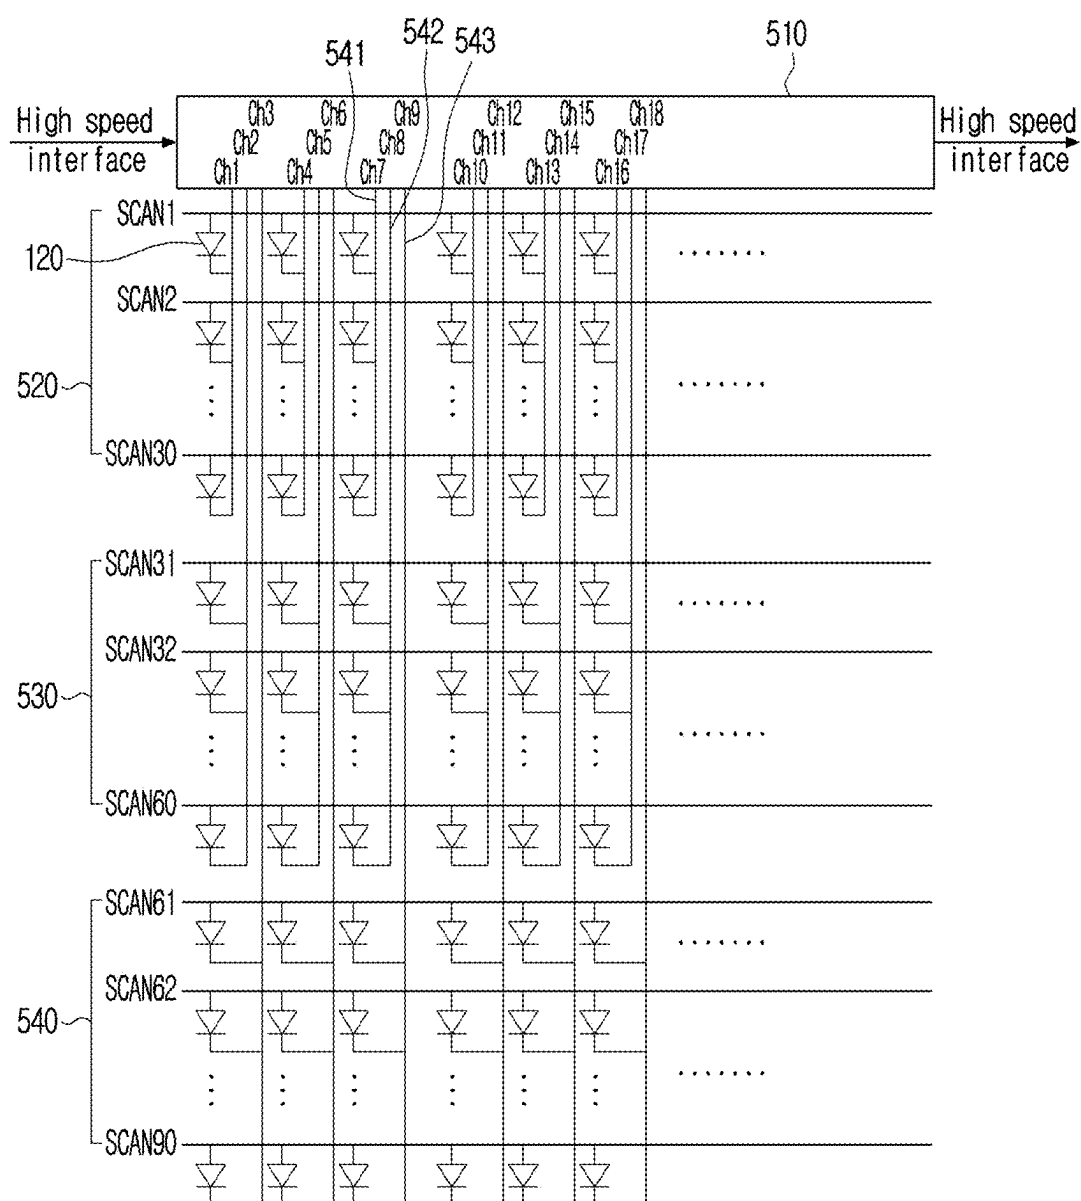 541
542
543
510
High speed
interface
Ch3
Ch6
Ch9
Ch12
Ch15
Ch18
Ch2
Ch5
Ch8
Ch11
Ch14
Ch17
Ch1
Ch4
Ch7
Ch10
Ch13
Ch16
High speed
interface
SCAN1
120
SCAN2
520
SCAN30
SCAN31
SCAN32
530
SCAN60
SCAN61
SCAN62
540
SCAN90